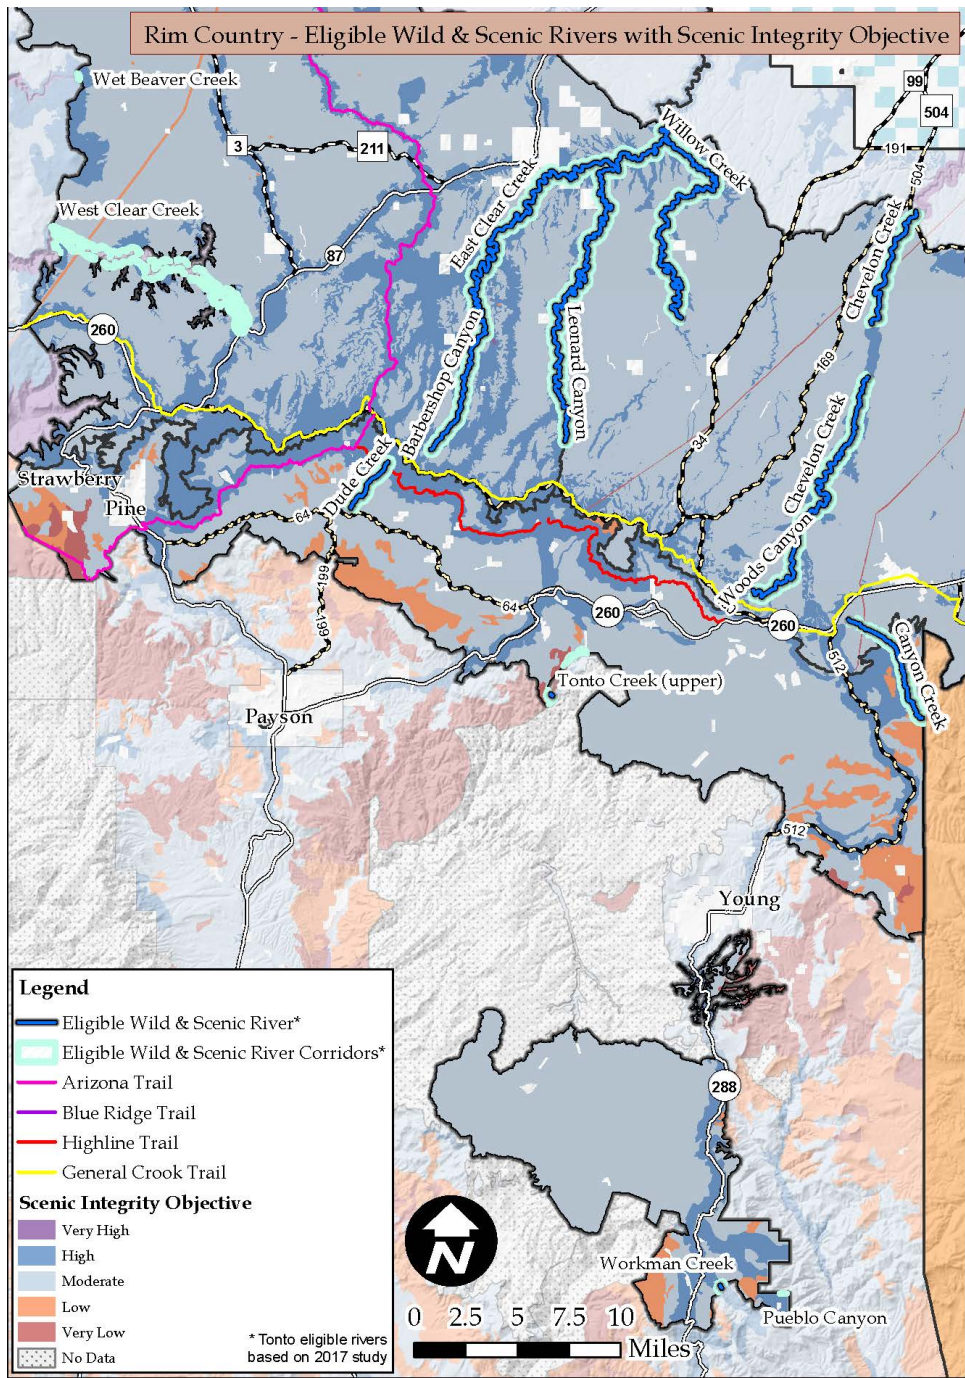 Rim Country - Eligible Wild & Scenic Rivers with Scenic Integrity Objective
Wet Beaver Creek
99
504
3
211
191
Willow Creek
504
West Clear Creek
East Clear Creek
87
Chevelon Creek
260
Barbershop Canyon
Leonard Canyon
169
34
Chevelon Creek
Strawberry
Pine
Dude Creek
64
199
199
64
260
Woods Canyon
260
512
Canyon Creek
Tonto Creek (upper)
Payson
512
Young
288
Workman Creek
Pueblo Canyon
Legend
Eligible Wild & Scenic River*
Eligible Wild & Scenic River Corridors*
Arizona Trail
Blue Ridge Trail
Highline Trail
General Crook Trail
Scenic Integrity Objective
Very High
High
Moderate
Low
Very Low
No Data
* Tonto eligible rivers
based on 2017 study
N
0 2.5 5 7.5 10
Miles